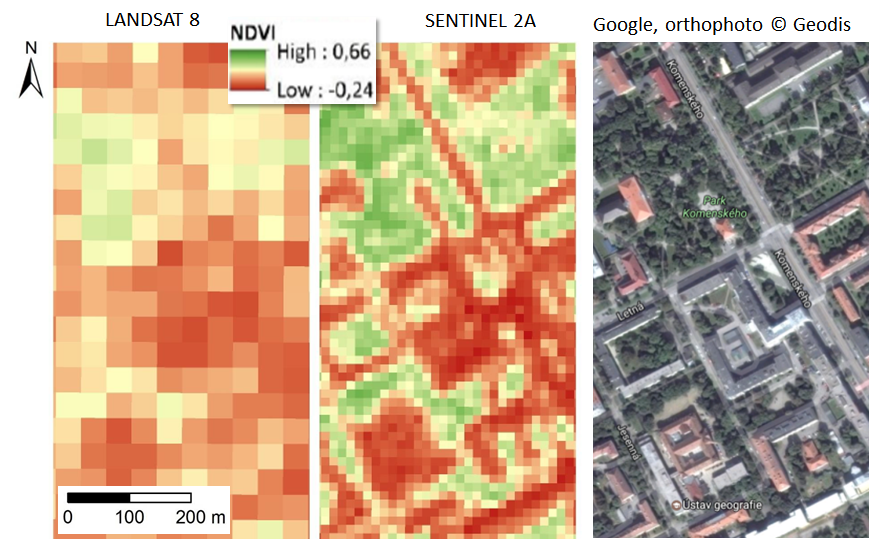 LANDSAT 8
SENTINEL 2A
Google, orthophoto © Geodis
NDVI
High : 0,66
Low : -0,24
N
0 100 200 m
Komenského
Park
Komenského
Komenského
Letná
Jesenná
Ústav geografie